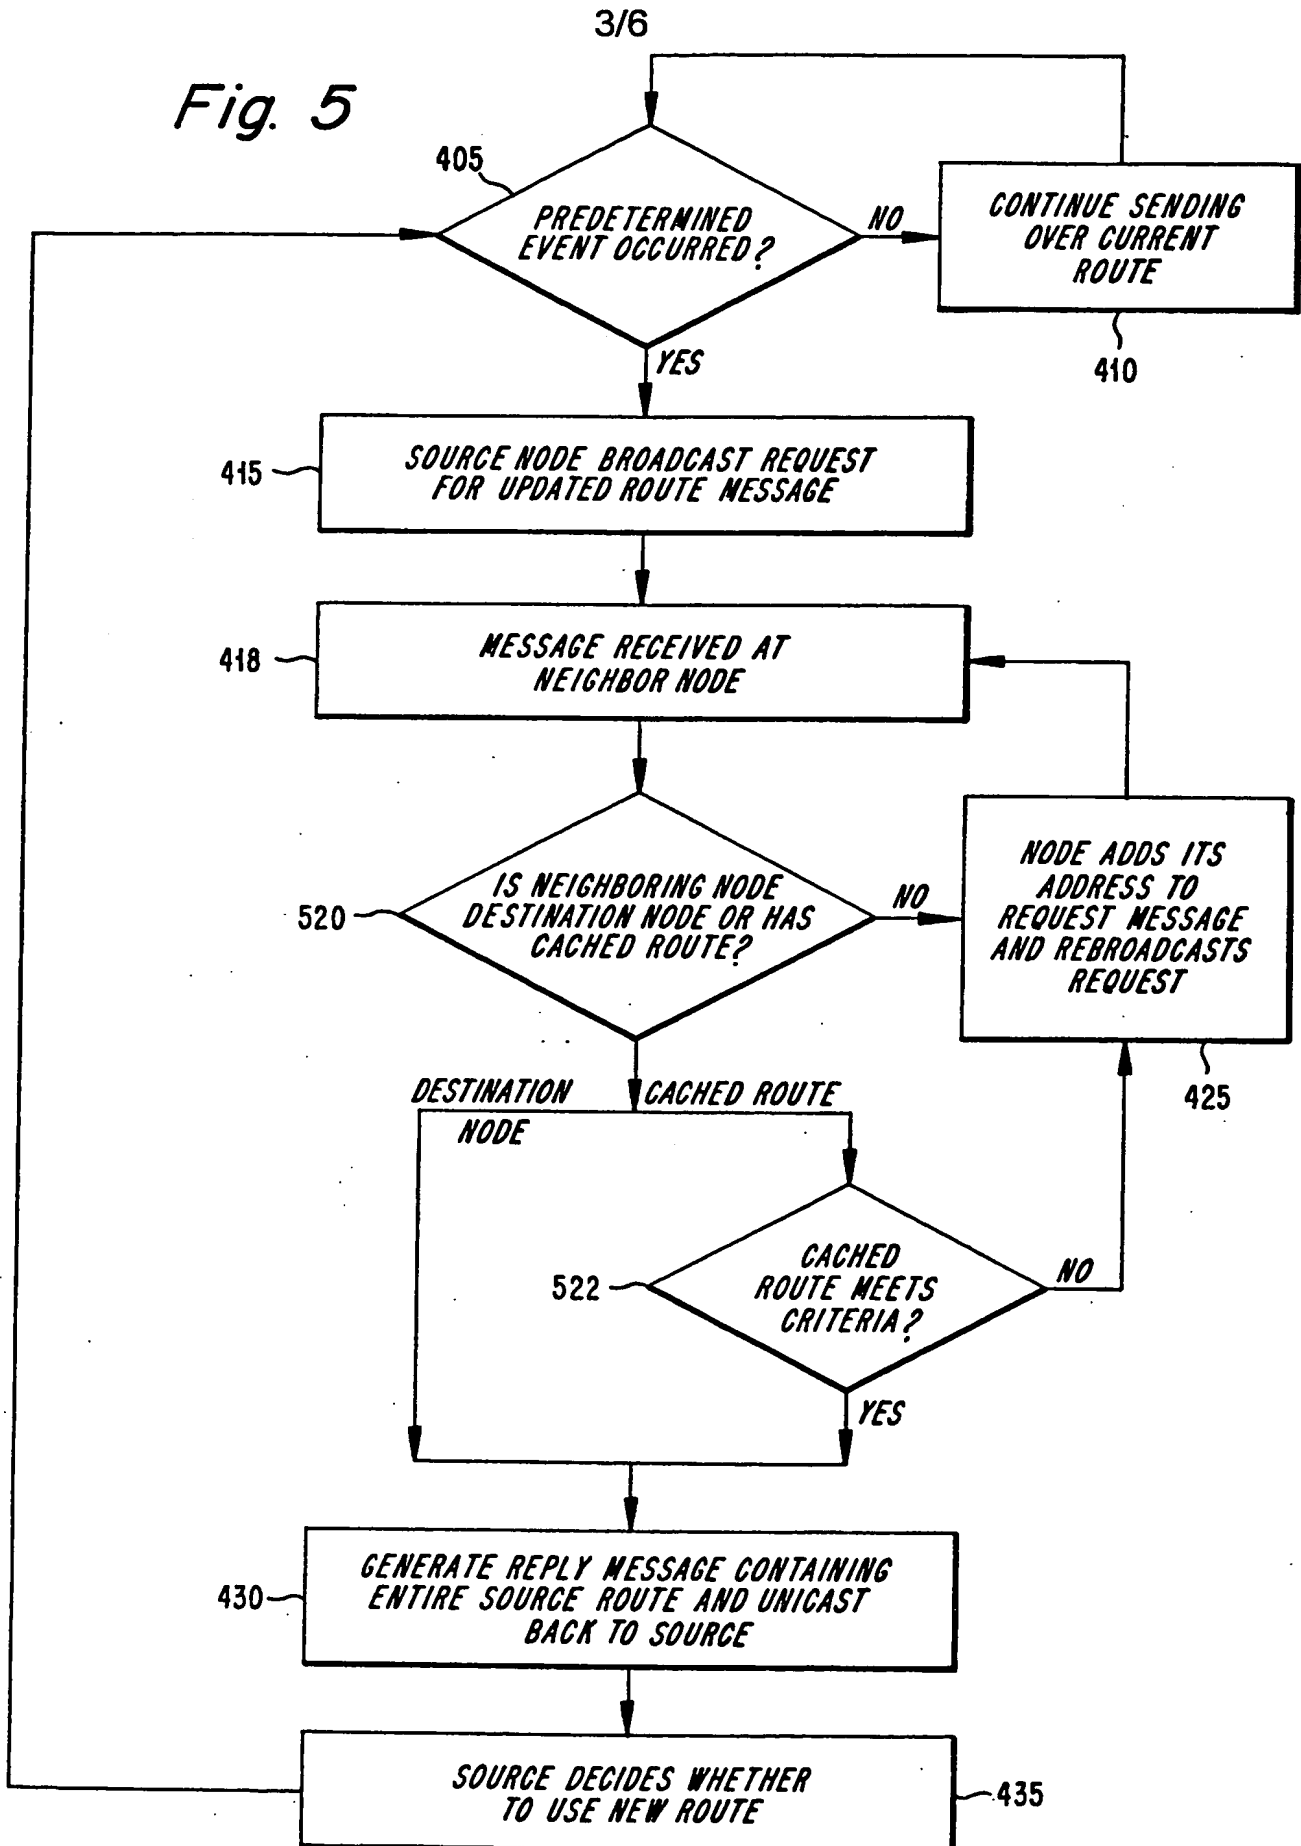 3/6
Fig. 5
405
PREDETERMINED
EVENT OCCURRED?
NO
CONTINUE SENDING
OVER CURRENT
ROUTE
410
YES
415
SOURCE NODE BROADCAST REQUEST
FOR UPDATED ROUTE MESSAGE
418
MESSAGE RECEIVED AT
NEIGHBOR NODE
520
IS NEIGHBORING NODE
DESTINATION NODE OR HAS
CACHED ROUTE?
NO
NODE ADDS ITS
ADDRESS TO
REQUEST MESSAGE
AND REBROADCASTS
REQUEST
425
DESTINATION
NODE
CACHED ROUTE
522
CACHED
ROUTE MEETS
CRITERIA?
NO
YES
430
GENERATE REPLY MESSAGE CONTAINING
ENTIRE SOURCE ROUTE AND UNICAST
BACK TO SOURCE
SOURCE DECIDES WHETHER
TO USE NEW ROUTE
435